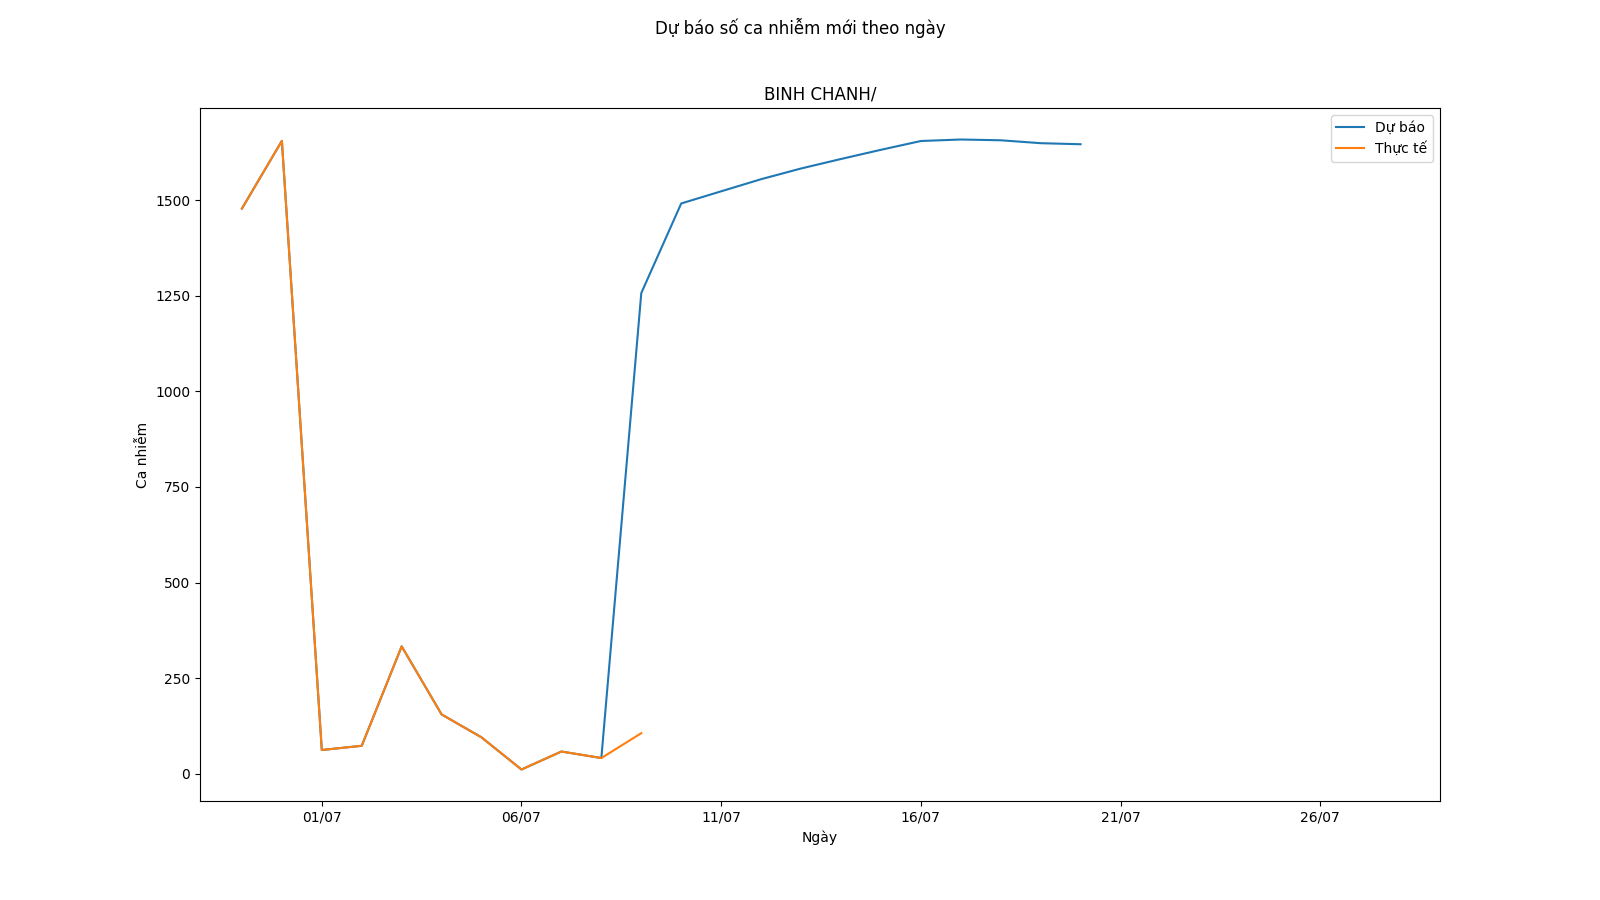 Dự báo số ca nhiễm mới theo ngày
BINH CHANH/
Dự báo
Thực tế
1500
1250
1000
750
500
250
0
Ca nhiễm
01/07 06/07 11/07 16/07 21/07 26/07
Ngày